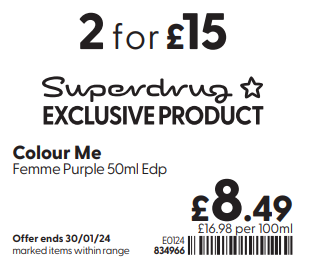 2 for £15
Superdrug
EXCLUSIVE PRODUCT
Colour Me
Femme Purple 50ml Edp
£8.49
£16.98 per 100ml
Offer ends 30/01/24
marked items within range
E0124
834966